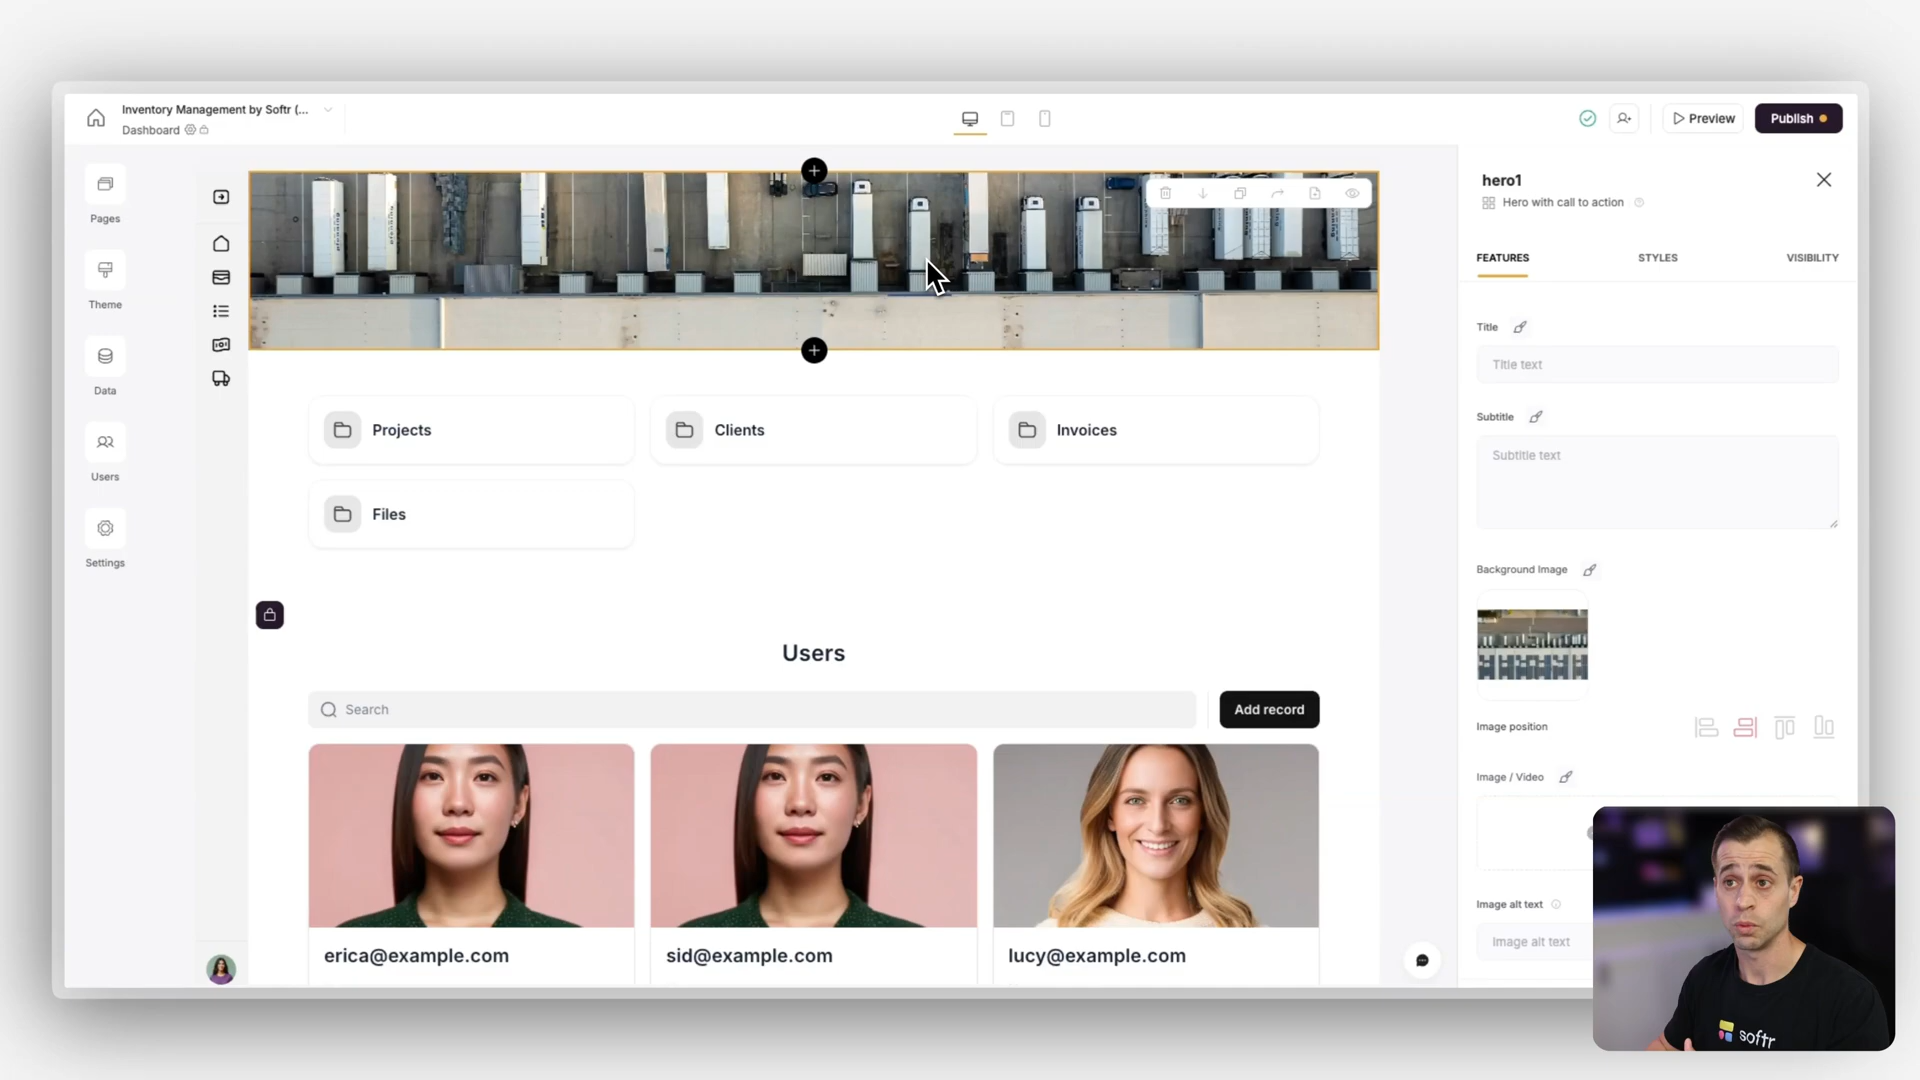 Inventory Management by Softr (...
Dashboard
Preview
Publish
Pages
Theme
Data
Users
Settings
Projects
Clients
Invoices
Files
Users
Search
Add record
erica@example.com
sid@example.com
lucy@example.com
hero1
Hero with call to action
FEATURES
STYLES
VISIBILITY
Title
Title text
Subtitle
Subtitle text
Background Image
Image position
Image / Video
Image alt text
Image alt text
softr